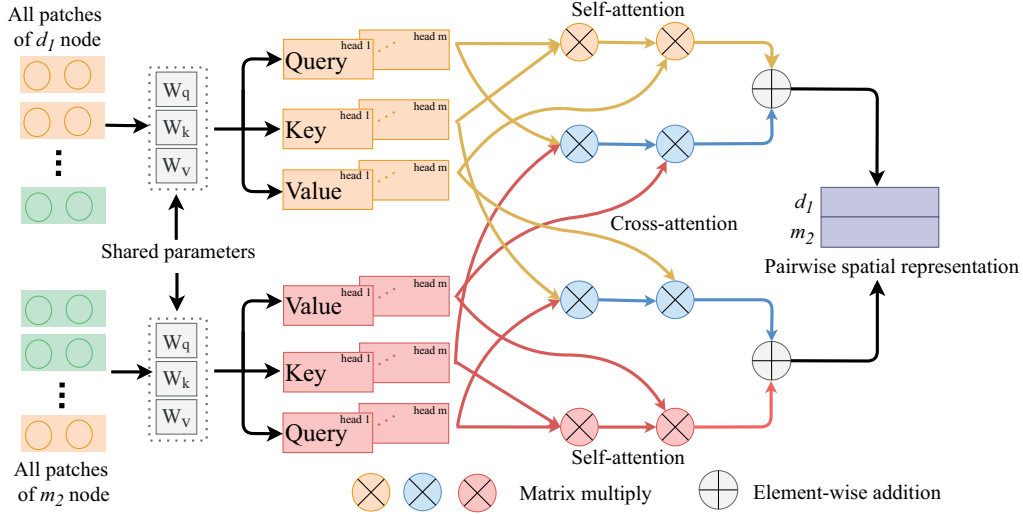 All patches
of d1 node
Wq
Wk
Wv
Shared parameters
Wq
Wk
Wv
All patches
of m2 node
Query
head 1
head m
Key
head 1
head m
Value
head 1
head m
Value
head 1
head m
Key
head 1
head m
Query
head 1
head m
Self-attention
Cross-attention
Self-attention
d1
m2
Pairwise spatial representation
Matrix multiply
Element-wise addition